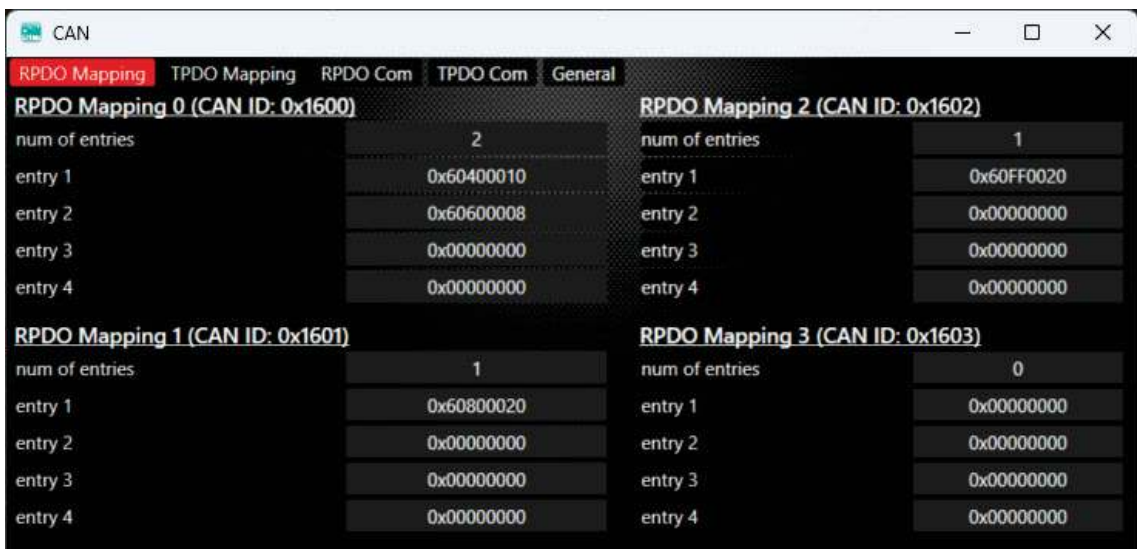 CAN
RPDO Mapping TPDO Mapping RPDO Com TPDO Com General
RPDO Mapping 0 (CAN ID: 0x1600)
num of entries 2
entry 1 0x60400010
entry 2 0x60600008
entry 3 0x00000000
entry 4 0x00000000
RPDO Mapping 1 (CAN ID: 0x1601)
num of entries 1
entry 1 0x60800020
entry 2 0x00000000
entry 3 0x00000000
entry 4 0x00000000
RPDO Mapping 2 (CAN ID: 0x1602)
num of entries 1
entry 1 0x60FF0020
entry 2 0x00000000
entry 3 0x00000000
entry 4 0x00000000
RPDO Mapping 3 (CAN ID: 0x1603)
num of entries 0
entry 1 0x00000000
entry 2 0x00000000
entry 3 0x00000000
entry 4 0x00000000